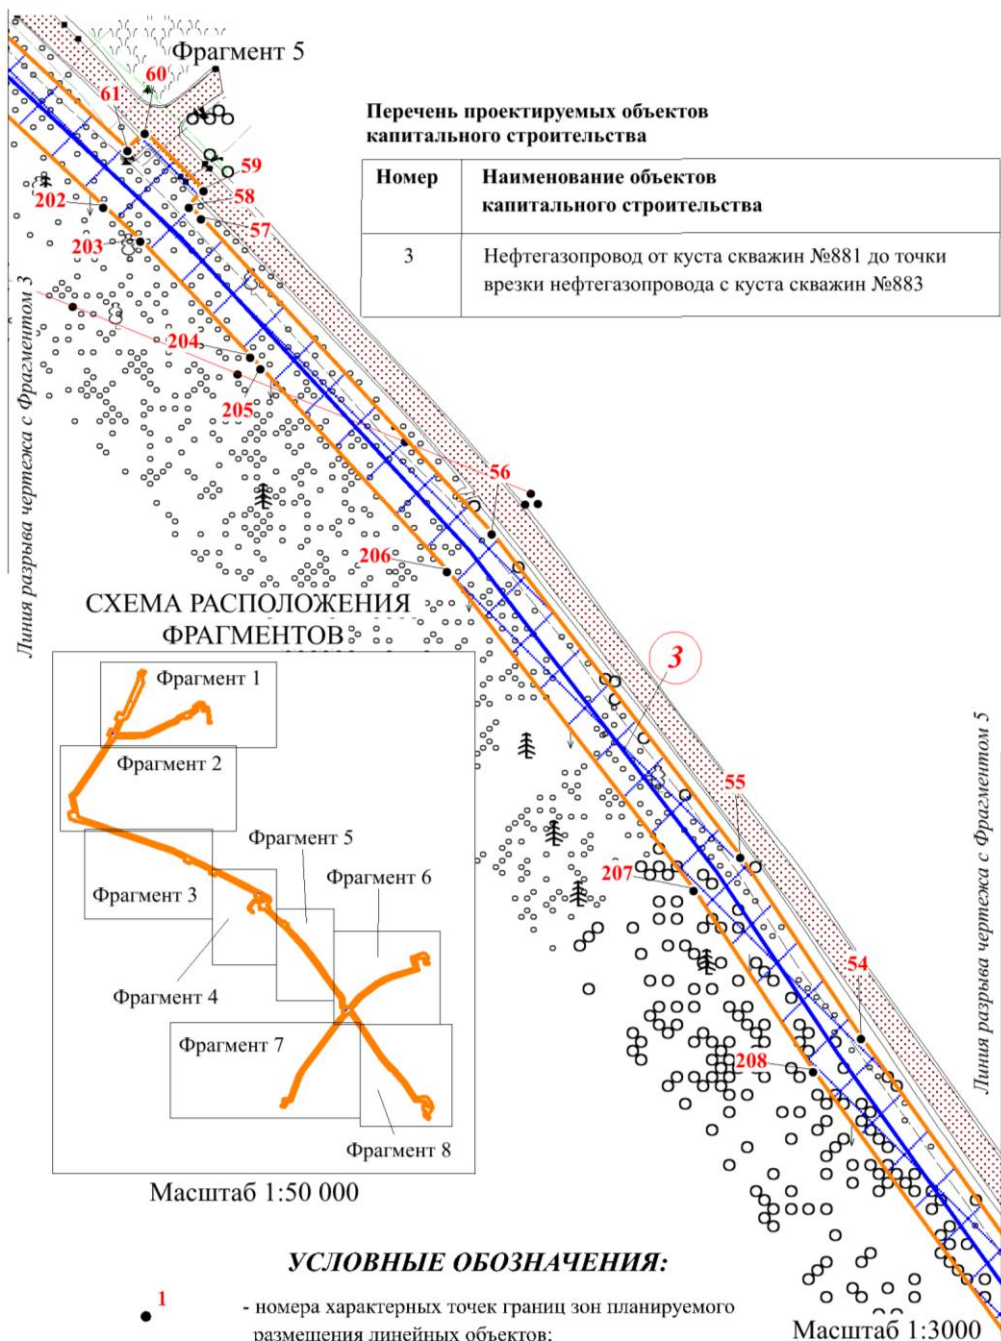 Фрагмент 5
60
61
59
58
57
202
203
204
205
56
206
3
55
207
54
208
Перечень проектируемых объектов
капитального строительства
Номер
Наименование объектов
капитального строительства
3
Нефтегазопровод от куста скважин №881 до точки
врезки нефтегазопровода с куста скважин №883
Линия разрыва чертежа с Фрагментом 3
Линия разрыва чертежа с Фрагментом 5
СХЕМА РАСПОЛОЖЕНИЯ
ФРАГМЕНТОВ
Фрагмент 1
Фрагмент 2
Фрагмент 5
Фрагмент 6
Фрагмент 3
Фрагмент 4
Фрагмент 7
Фрагмент 8
Масштаб 1:50 000
УСЛОВНЫЕ ОБОЗНАЧЕНИЯ:
1
- номера характерных точек границ зон планируемого
размещения линейных объектов;
Масштаб 1:3000